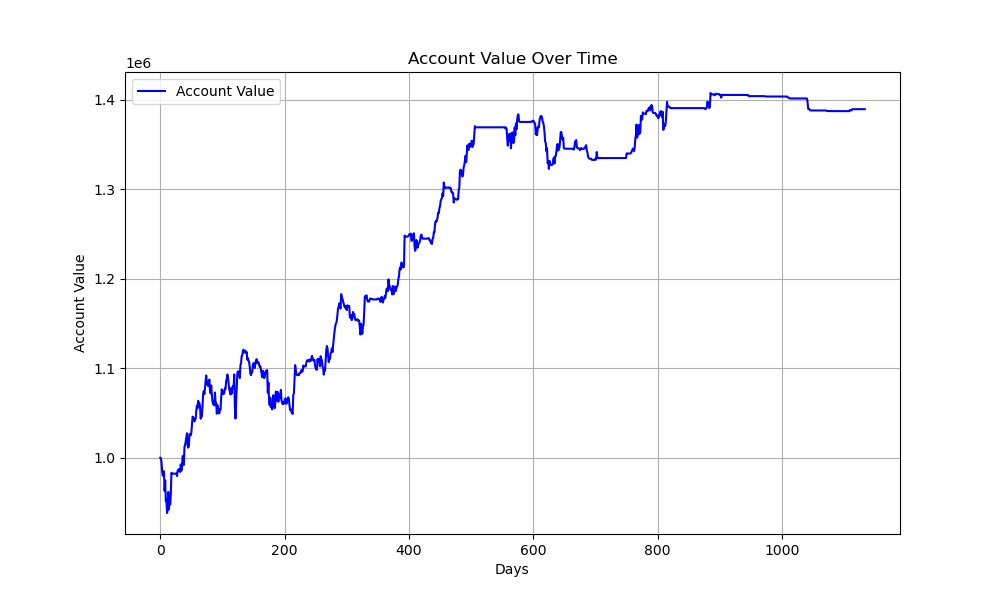 Account Value Over Time
1e6
Account Value
1.4
1.3
1.2
1.1
1.0
Account Value
0 200 400 600 800 1000
Days